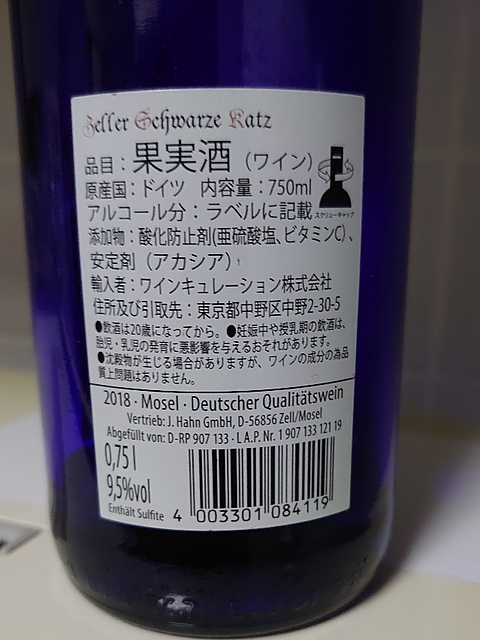 Zeller Schwarze Katz
品目：果実酒（ワイン）
原産国：ドイツ 内容量：750ml
アルコール分：ラベルに記載
スクリューキャップ
添加物：酸化防止剤(亜硫酸塩、ビタミンC）、
安定剤（アカシア）
輸入者：ワインキュレーション株式会社
住所及び引取先：東京都中野区中野2-30-5
●飲酒は20歳になってから。●妊娠中や授乳期の飲酒は、
胎児・乳児の発育に悪影響を与えるおそれがあります。
●沈殿物が生じる場合がありますが、ワインの成分の為品
質上問題はありません。
2018 · Mosel · Deutscher Qualitätswein
Vertrieb: J. Hahn GmbH, D-56856 Zell/Mosel
Abgefüllt von: D-RP 907 133 · L A.P. Nr. 1 907 133 121 19
0,75 l
9,5%vol
Enthält Sulfite
4 003301 084119